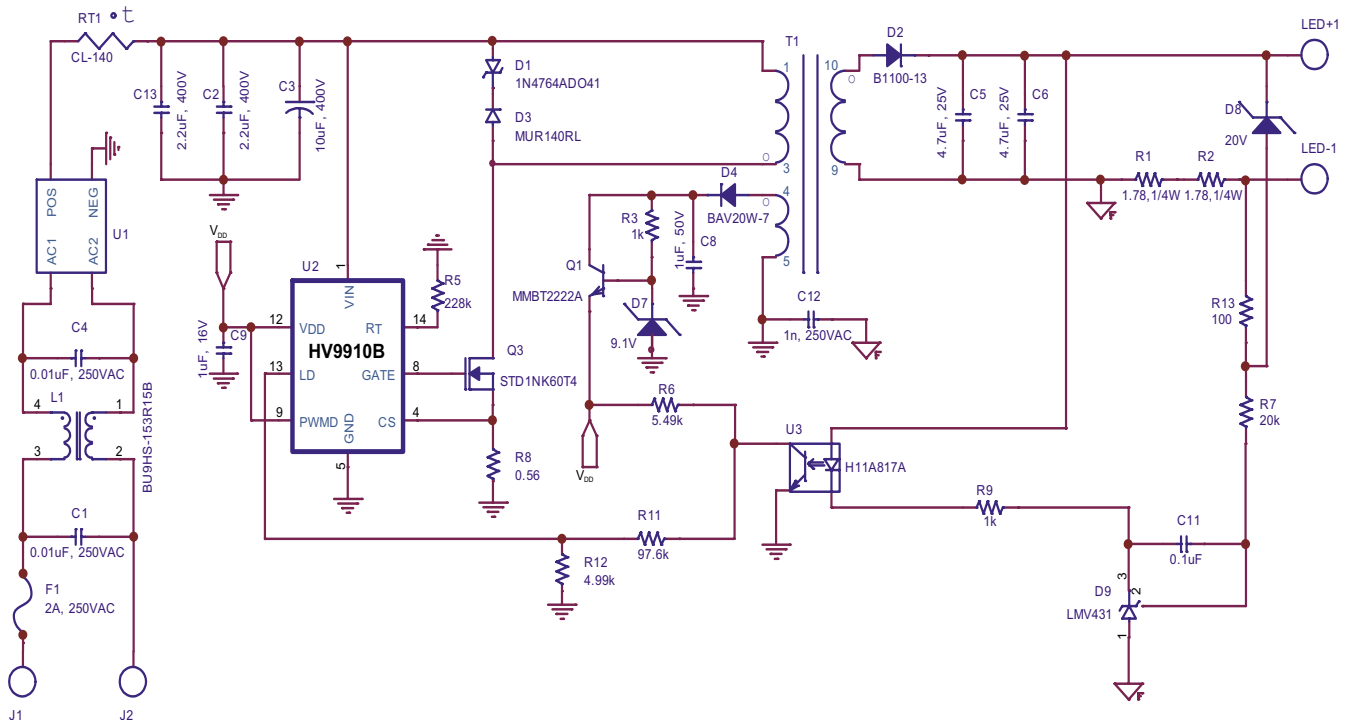 RT1 t
CL-140
C13
2.2uF, 400V
C2
2.2uF, 400V
C3
10uF, 400V
D1
1N4764ADO41
D3
MUR140RL
T1
1
3
4
5
10
9
O
O
O
D2
B1100-13
C5
4.7uF, 25V
C6
4.7uF, 25V
LED+1
D8
20V
LED-1
R1
1.78,1/4W
R2
1.78,1/4W
F
POS
NEG
AC1
AC2
U1
VDD
D4
BAV20W-7
R3
1k
1uF, 50V
C8
Q1
MMBT2222A
D7
9.1V
C12
1n, 250VAC
F
U2
1
VIN
12
VDD
RT
14
HV9910B
13
LD
GATE
8
9
PWMD
CS
4
GND
5
R5
228k
C9
1uF, 16V
Q3
STD1NK60T4
R8
0.56
R13
100
R7
20k
C4
0.01uF, 250VAC
L1
4
1
3
2
BU9HS-153R15B
C1
0.01uF, 250VAC
F1
2A, 250VAC
J1
J2
R6
5.49k
VDD
U3
H11A817A
R11
97.6k
R12
4.99k
R9
1k
C11
0.1uF
D9
LMV431
3
2
1
F